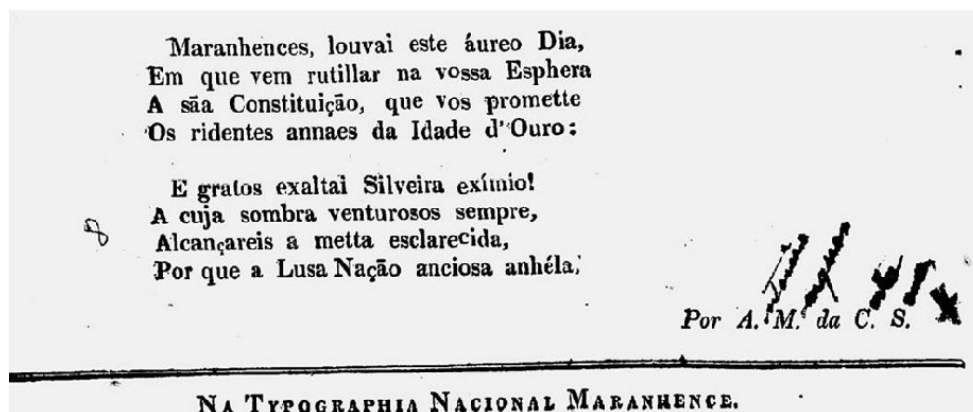 Maranhences, louvai este áureo Dia,
Em que vem rutillar na vossa Esphera
A sãa Constituição, que vos promette
Os ridentes annaes da Idade d'Ouro:
E gratos exaltai Silveira exímio!
A cuja sombra venturosos sempre,
Alcançareis a metta esclarecida,
Por que a Lusa Nação anciosa anhéla,
8
Por A. M. da C. S.
NA TYPOGRAPHIA NACIONAL MARANHENCE.